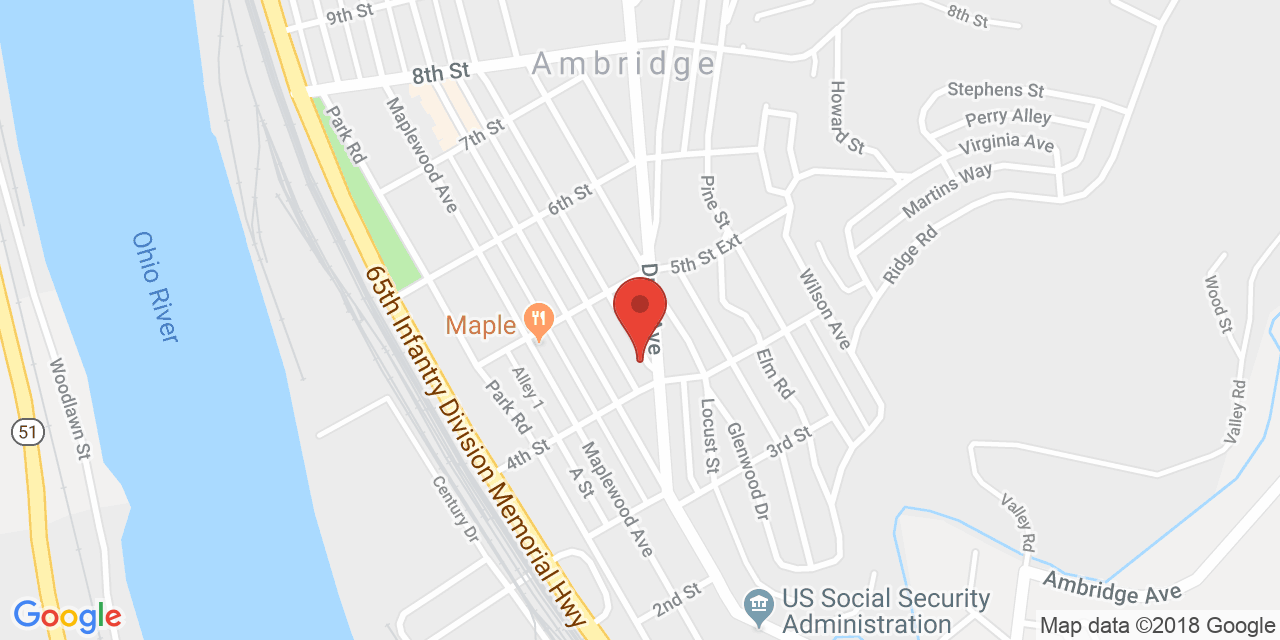 9th St
8th St
Ambridge
8th St
Stephens St
Howard St
Perry Alley
Virginia Ave
Park Rd
Maplewood Ave
7th St
6th St
Pine St
Martins Way
Ohio River
5th St Ext
Ridge Rd
Wilson Ave
Wood St
65th Infantry Division Memorial Hwy
Maple
Ave
Elm Rd
Woodlawn St
51
Alley 1
Park Rd
4th St
A St
Maplewood Ave
Locust St
Glenwood Dr
3rd St
Valley Rd
Century Dr
Valley Rd
2nd St
Ambridge Ave
US Social Security
Administration
Google
Map data ©2018 Google